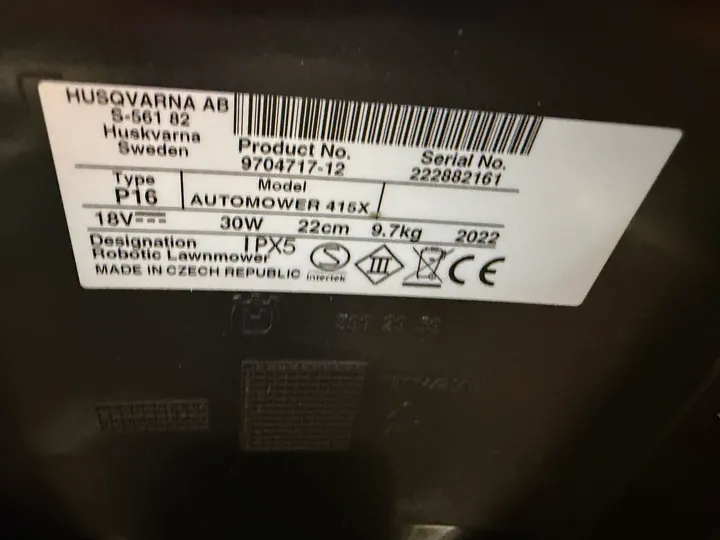 HUSQVARNA AB
S-561 82
Huskvarna
Sweden
Product No.
9704717-12
Serial No.
222882161
Type
P16
Model
AUTOMOWER 415X
18V 30W 22cm 9.7kg 2022
Designation IPX5
Robotic Lawnmower
MADE IN CZECH REPUBLIC
S
Intertek
III
CE
H